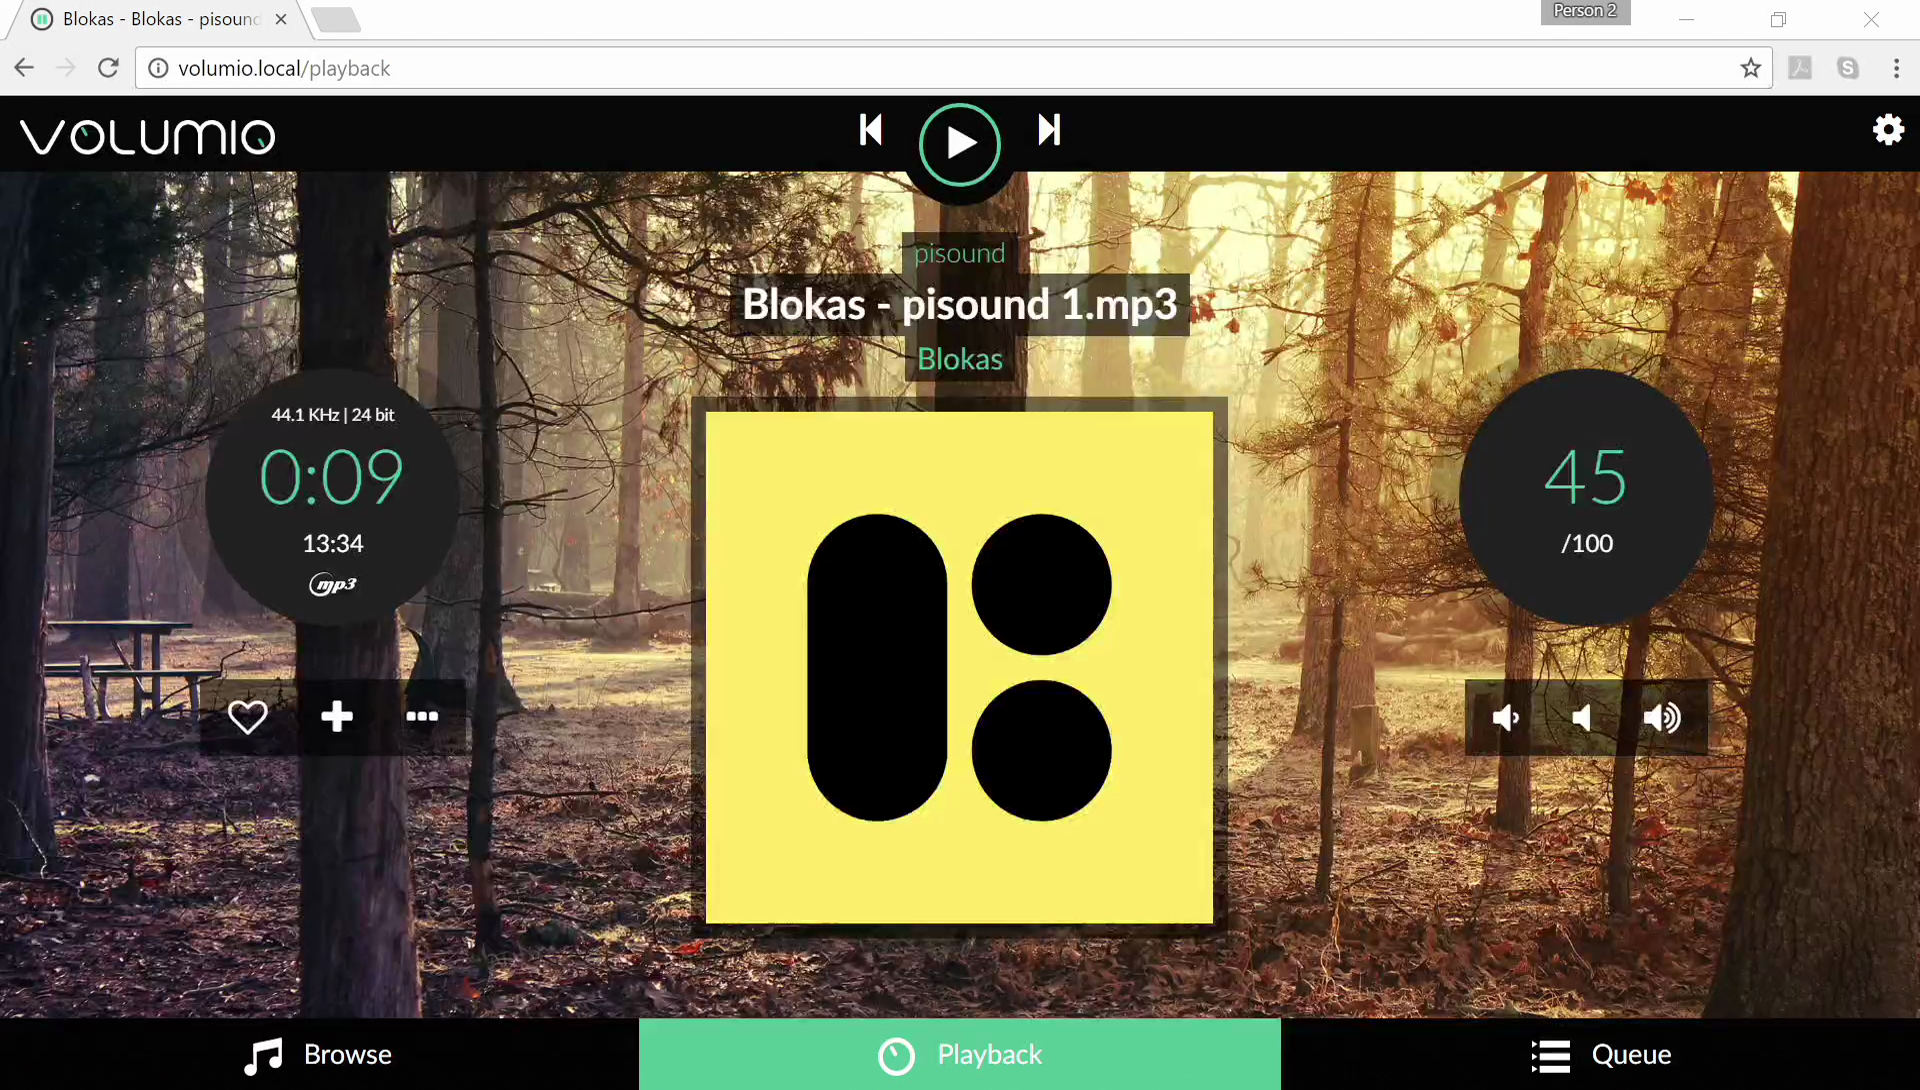 Blokas - Blokas - pisound
Person 2
volumio.local/playback
VOLUMIO
pisound
Blokas - pisound 1.mp3
Blokas
44.1 KHz | 24 bit
0:09
13:34
mp3
45
/100
Browse
Playback
Queue